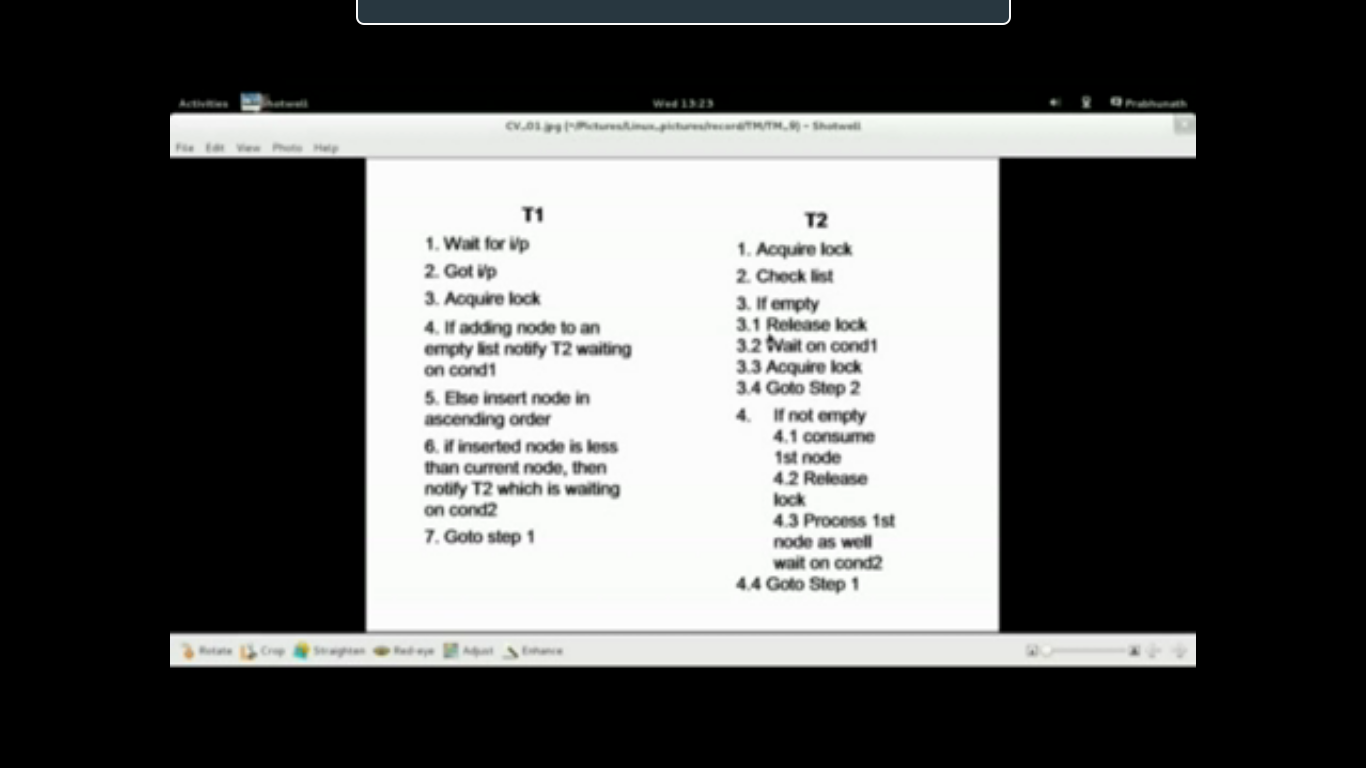 Activities Shotwell Wed 13:23 Prabhunath
CV_01.jpg (~/Pictures/Linux_pictures/record/TM/TM_9) - Shotwell
File Edit View Photo Help
T1
1. Wait for i/p
2. Got i/p
3. Acquire lock
4. If adding node to an
empty list notify T2 waiting
on cond1
5. Else insert node in
ascending order
6. if inserted node is less
than current node, then
notify T2 which is waiting
on cond2
7. Goto step 1
T2
1. Acquire lock
2. Check list
3. If empty
3.1 Release lock
3.2 Wait on cond1
3.3 Acquire lock
3.4 Goto Step 2
4. If not empty
4.1 consume
1st node
4.2 Release
lock
4.3 Process 1st
node as well
wait on cond2
4.4 Goto Step 1
Rotate Crop Straighten Red-eye Adjust Enhance